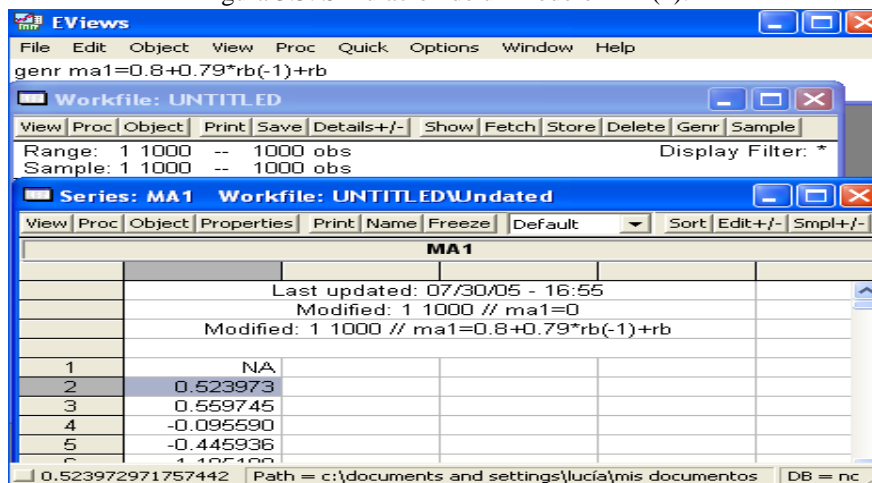 EViews
File Edit Object View Proc Quick Options Window Help
genr ma1=0.8+0.79*rb(-1)+rb
Workfile: UNTITLED
View Proc Object Print Save Details+/- Show Fetch Store Delete Genr Sample
Range: 1 1000 -- 1000 obs Display Filter: *
Sample: 1 1000 -- 1000 obs
Series: MA1 Workfile: UNTITLED\Undated
View Proc Object Properties Print Name Freeze Default Sort Edit+/- Smpl+/-
MA1
Last updated: 07/30/05 - 16:55
Modified: 1 1000 // ma1=0
Modified: 1 1000 // ma1=0.8+0.79*rb(-1)+rb
1 NA
2 0.523973
3 0.559745
4 -0.095590
5 -0.445936
0.523972971757442 Path = c:\documents and settings\lucía\mis documentos DB = nc